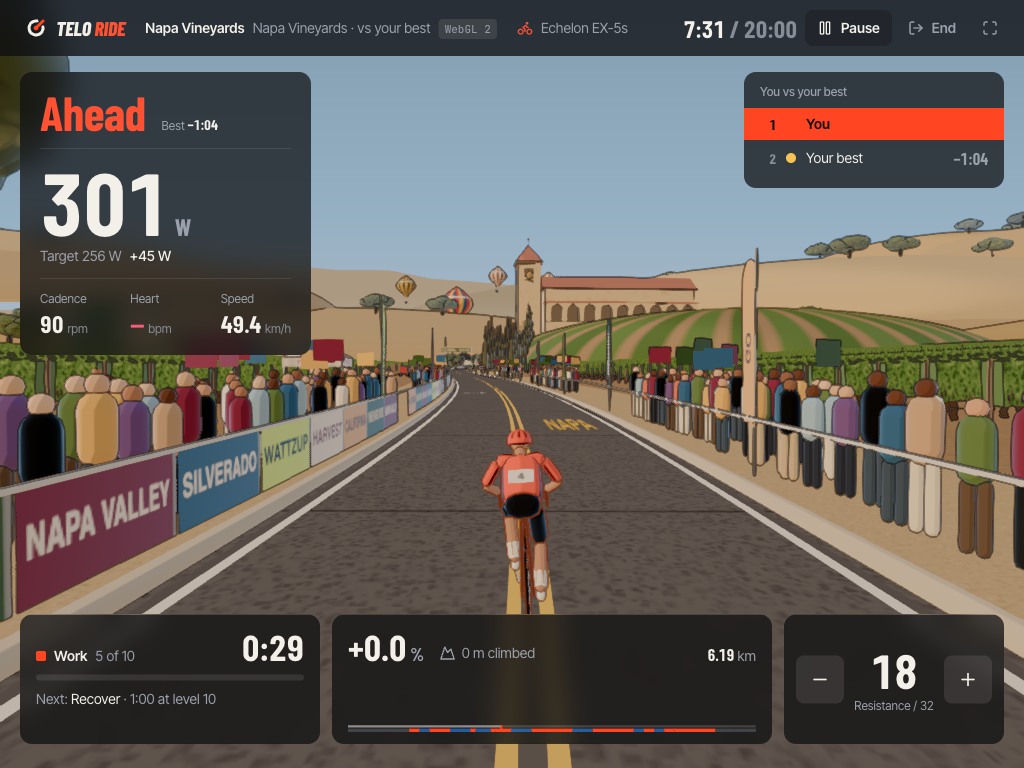 TELO RIDE
Napa Vineyards Napa Vineyards · vs your best WebGL 2
Echelon EX-5s
7:31 / 20:00
Pause
End
Ahead Best −1:04
301 W
Target 256 W +45 W
Cadence Heart Speed
90 rpm — bpm 49.4 km/h
You vs your best
1 You
2 Your best −1:04
NAPA
4
NAPA VALLEY
SILVERADO
WATTZUP
HARVEST
Work 5 of 10 0:29
Next: Recover · 1:00 at level 10
+0.0 % 0 m climbed 6.19 km
− 18 +
Resistance / 32